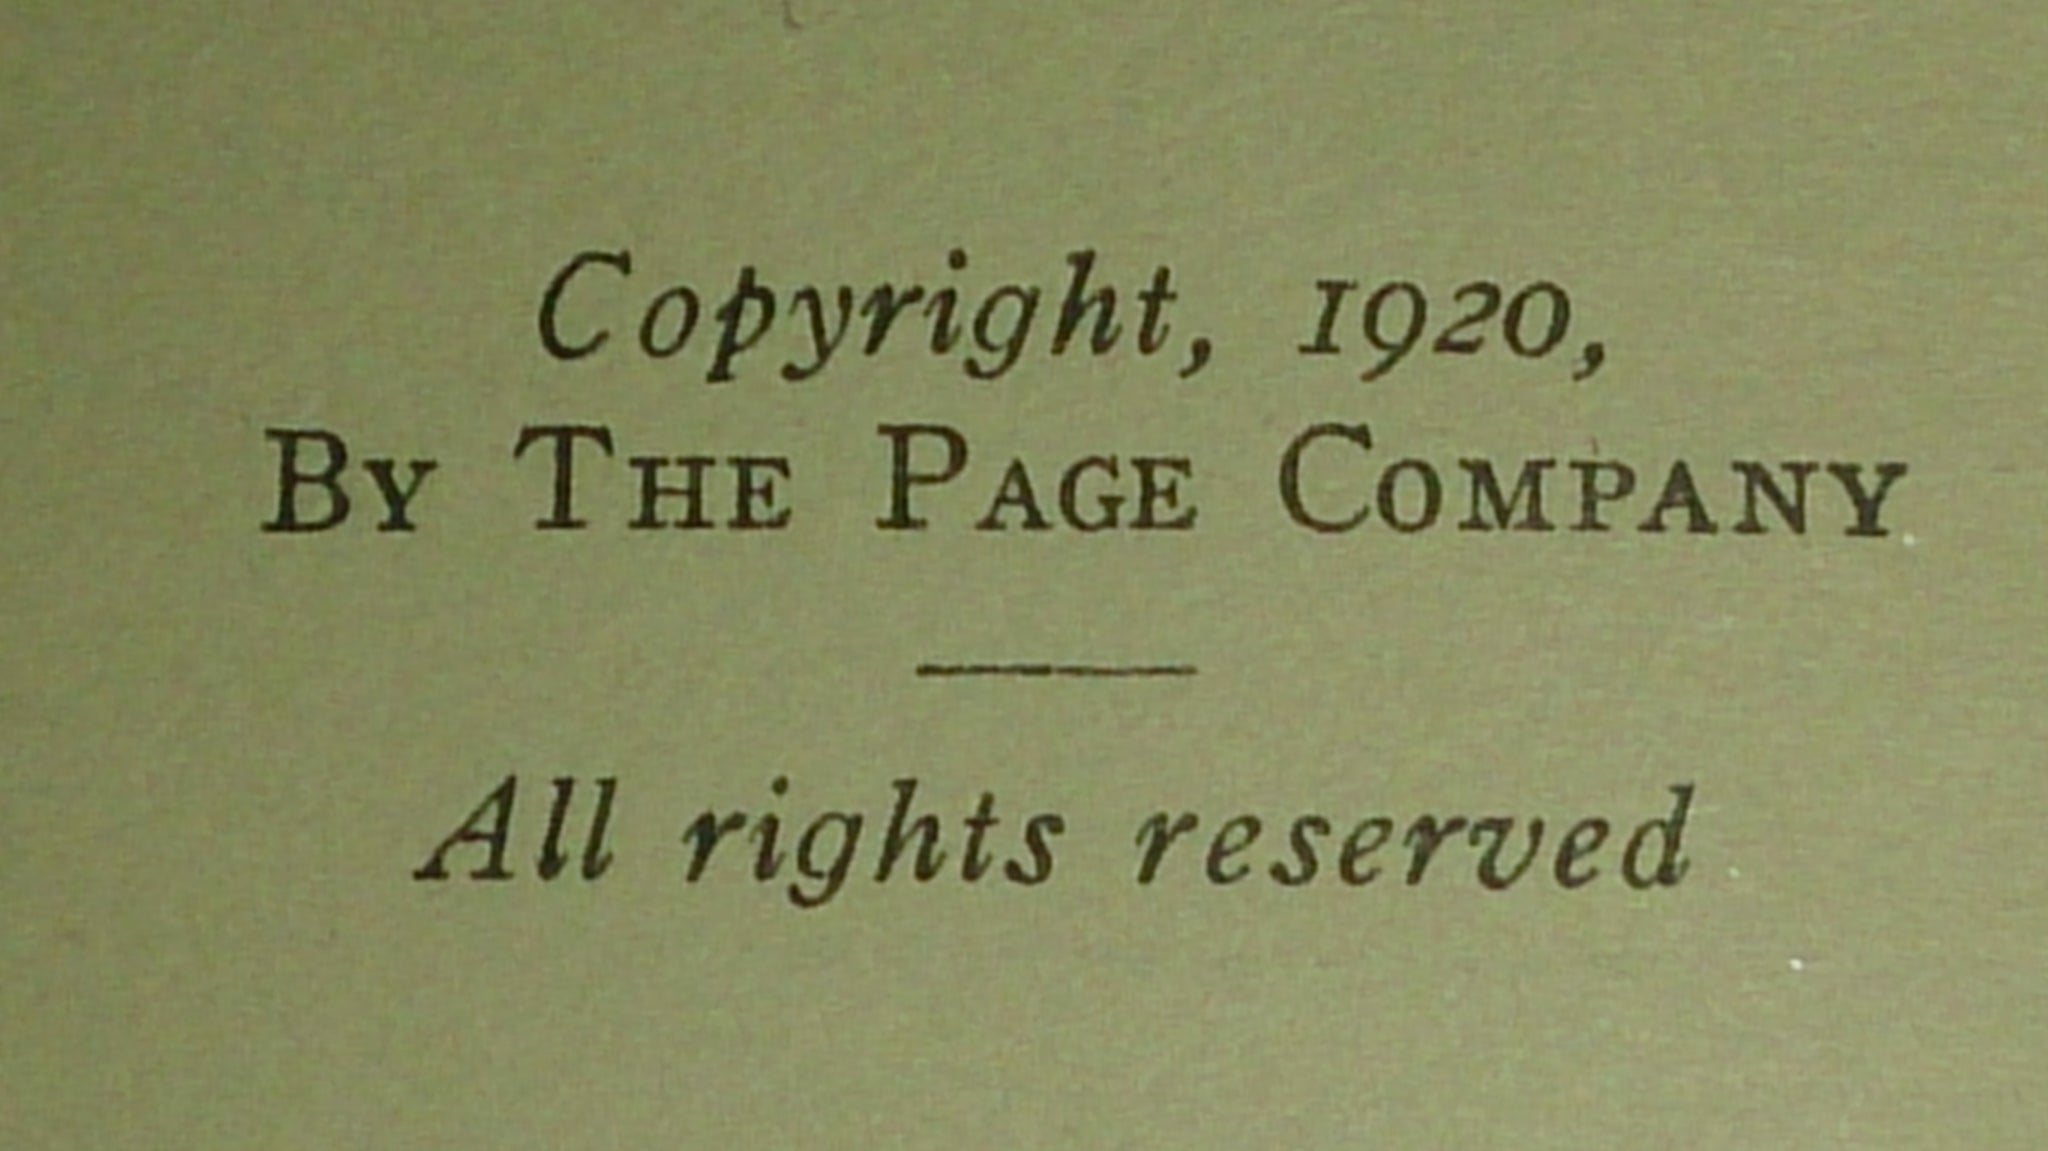 Copyright, 1920,
By The Page Company
All rights reserved